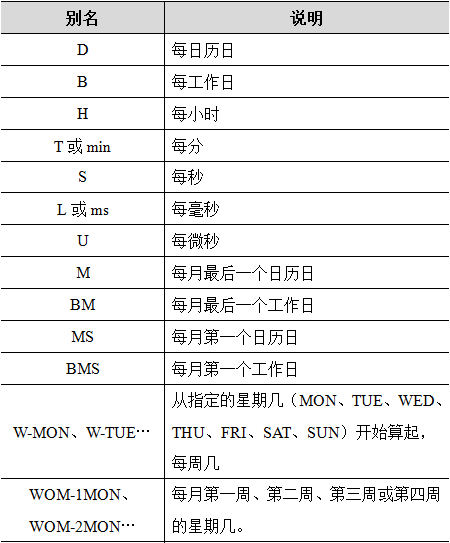 别名 说明
D 每日历日
B 每工作日
H 每小时
T 或 min 每分
S 每秒
L 或 ms 每毫秒
U 每微秒
M 每月最后一个日历日
BM 每月最后一个工作日
MS 每月第一个日历日
BMS 每月第一个工作日
从指定的星期几（MON、TUE、WED、
W-MON、W-TUE… THU、FRI、SAT、SUN）开始算起，
每周几
WOM-1MON、 每月第一周、第二周、第三周或第四周
WOM-2MON… 的星期几。